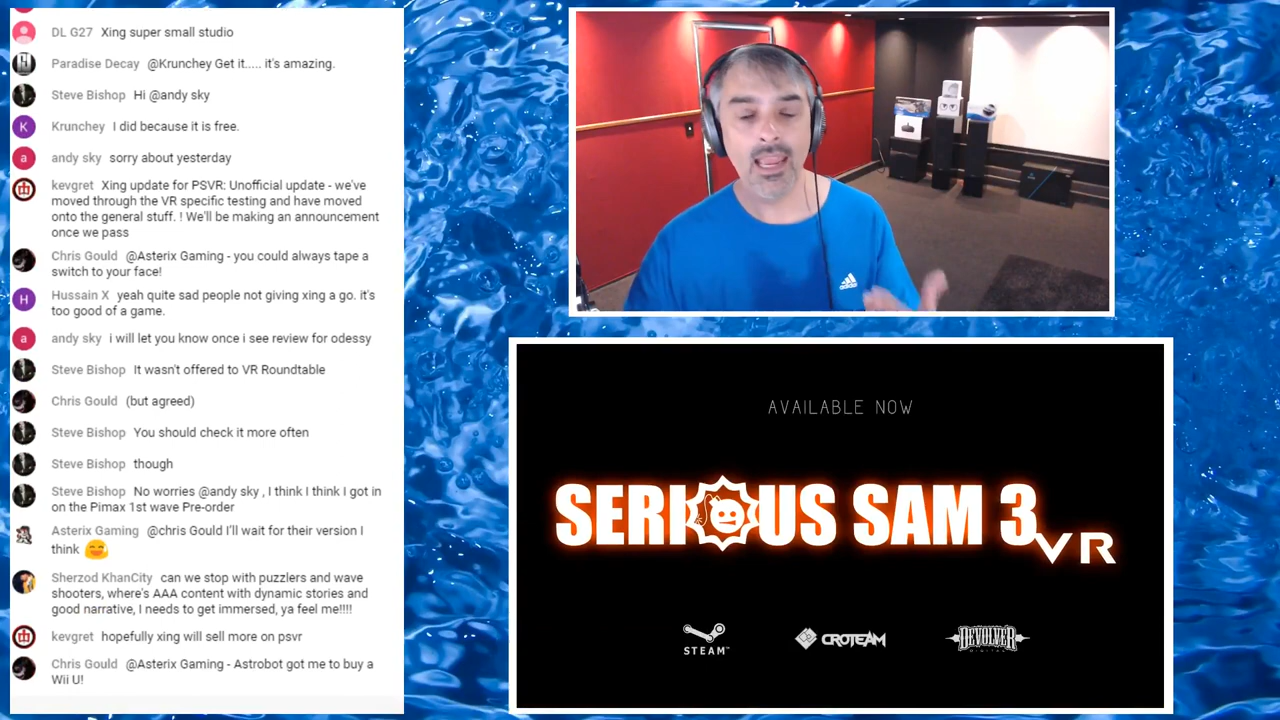 DL G27 Xing super small studio
Paradise Decay @Krunchey Get it..... it's amazing.
Steve Bishop Hi @andy sky
K
Krunchey I did because it is free.
a
andy sky sorry about yesterday
kevgret Xing update for PSVR: Unofficial update - we've
moved through the VR specific testing and have moved
onto the general stuff. ! We'll be making an announcement
once we pass
Chris Gould @Asterix Gaming - you could always tape a
switch to your face!
H
Hussain X yeah quite sad people not giving xing a go. it's
too good of a game.
a
andy sky i will let you know once i see review for odessy
Steve Bishop It wasn't offered to VR Roundtable
Chris Gould (but agreed)
Steve Bishop You should check it more often
Steve Bishop though
Steve Bishop No worries @andy sky , I think I think I got in
on the Pimax 1st wave Pre-order
Asterix Gaming @chris Gould I'll wait for their version I
think
Sherzod KhanCity can we stop with puzzlers and wave
shooters, where's AAA content with dynamic stories and
good narrative, I needs to get immersed, ya feel me!!!!
kevgret hopefully xing will sell more on psvr
Chris Gould @Asterix Gaming - Astrobot got me to buy a
Wii U!
adidas
AVAILABLE NOW
SERIOUS SAM 3
VR
STEAM™
CROTEAM
DEVOLVER
DIGITAL